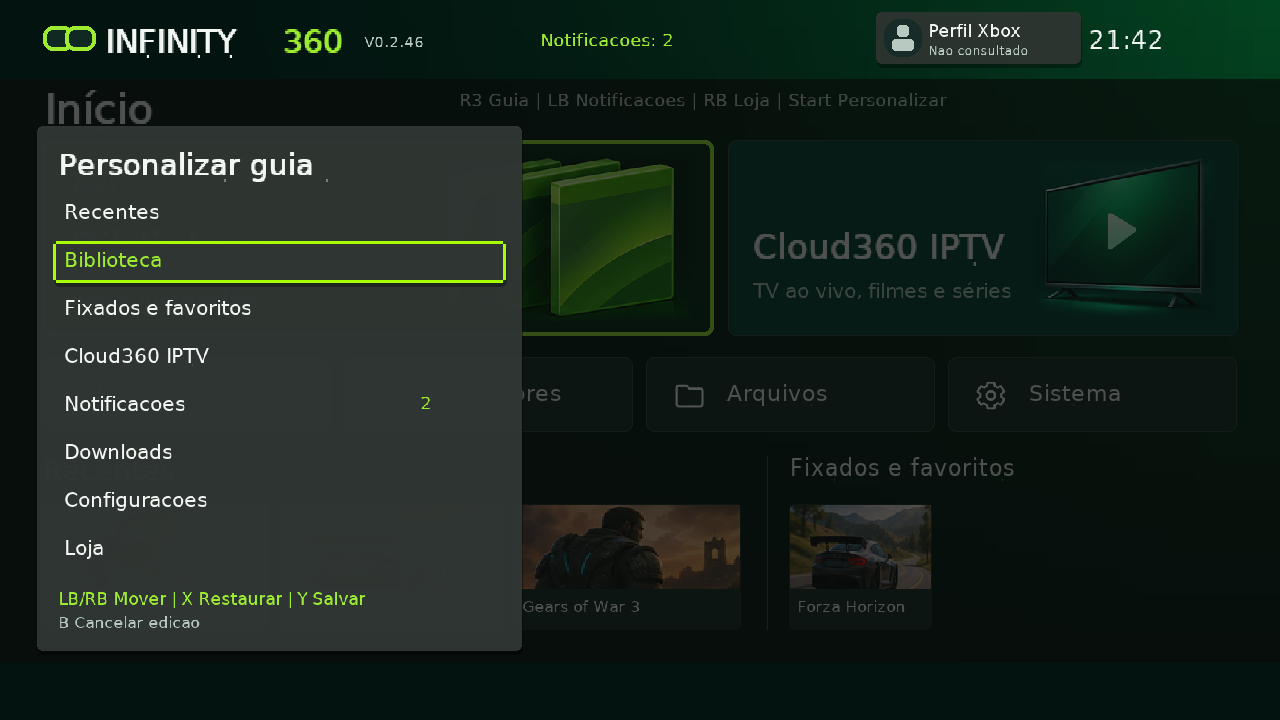 INFINITY 360 V0.2.46
Notificacoes: 2
Perfil Xbox
Nao consultado
21:42
Início
R3 Guia | LB Notificacoes | RB Loja | Start Personalizar
Personalizar guia
Recentes
Biblioteca
Fixados e favoritos
Cloud360 IPTV
Notificacoes 2
Downloads
Configuracoes
Loja
LB/RB Mover | X Restaurar | Y Salvar
B Cancelar edicao
Cloud360 IPTV
TV ao vivo, filmes e séries
Arquivos
Sistema
Fixados e favoritos
Gears of War 3
Forza Horizon